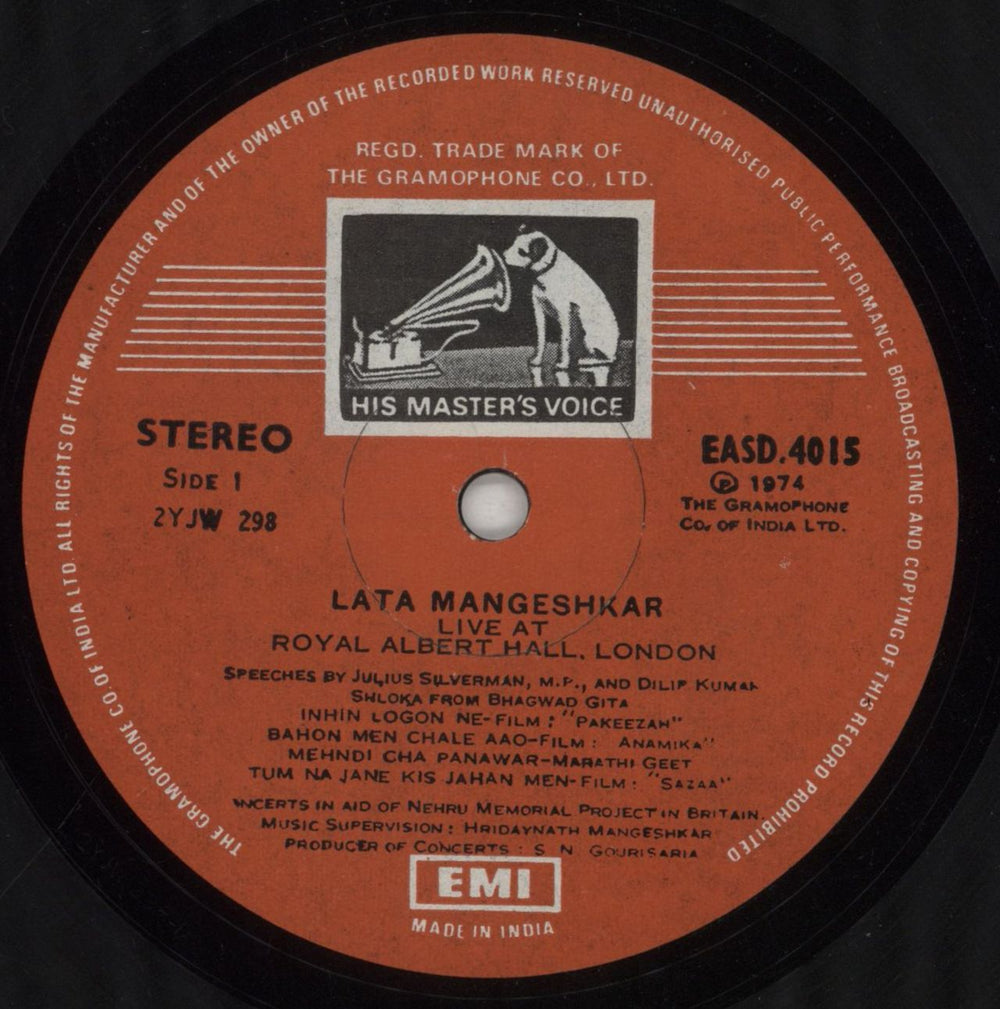 THE GRAMOPHONE CO. OF INDIA LTD. ALL RIGHTS OF THE MANUFACTURER AND OF THE OWNER OF THE RECORDED WORK RESERVED UNAUTHORISED PUBLIC PERFORMANCE BROADCASTING AND COPYING OF THIS RECORD PROHIBITED
REGD. TRADE MARK OF
THE GRAMOPHONE CO., LTD.
HIS MASTER'S VOICE
STEREO
SIDE 1
2YJW 298
EASD.4015
Ⓟ 1974
THE GRAMOPHONE
CO. OF INDIA LTD.
LATA MANGESHKAR
LIVE AT
ROYAL ALBERT HALL, LONDON
SPEECHES BY JULIUS SILVERMAN, M.P., AND DILIP KUMAR
SHLOKA FROM BHAGWAD GITA
INHIN LOGON NE-FILM : "PAKEEZAH"
BAHON MEN CHALE AAO-FILM : ANAMIKA"
MEHNDI CHA PANAWAR-MARATHI GEET
TUM NA JANE KIS JAHAN MEN-FILM : "SAZAA"
NCERTS IN AID OF NEHRU MEMORIAL PROJECT IN BRITAIN.
MUSIC SUPERVISION : HRIDAYNATH MANGESHKAR
PRODUCER OF CONCERTS : S N GOURISARIA
EMI
MADE IN INDIA